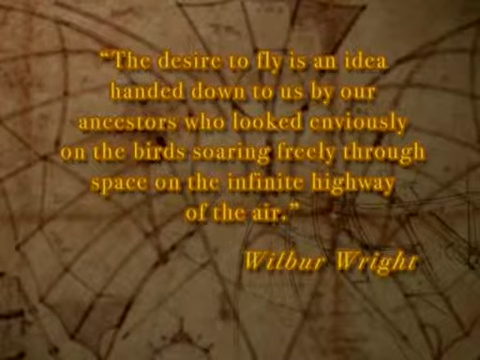 “The desire to fly is an idea
handed down to us by our
ancestors who looked enviously
on the birds soaring freely through
space on the infinite highway
of the air.”
Wilbur Wright